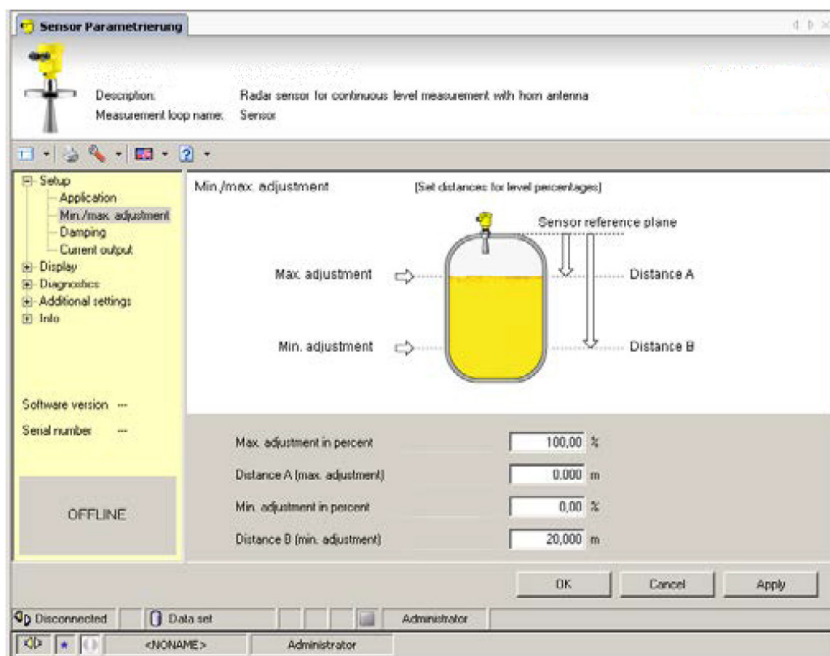 Sensor Parametrierung
Description: Radar sensor for continuous level measurement with horn antenna
Measurement loop name: Sensor
Setup
Application
Min./max. adjustment
Damping
Current output
Display
Diagnostics
Additional settings
Info
Software version ---
Serial number ---
OFFLINE
Min./max. adjustment (Set distances for level percentages)
Sensor reference plane
Max. adjustment
Distance A
Min. adjustment
Distance B
Max. adjustment in percent 100,00 %
Distance A (max. adjustment) 0.000 m
Min. adjustment in percent 0,00 %
Distance B (min. adjustment) 20,000 m
OK Cancel Apply
Disconnected Data set Administrator
<NONAME> Administrator